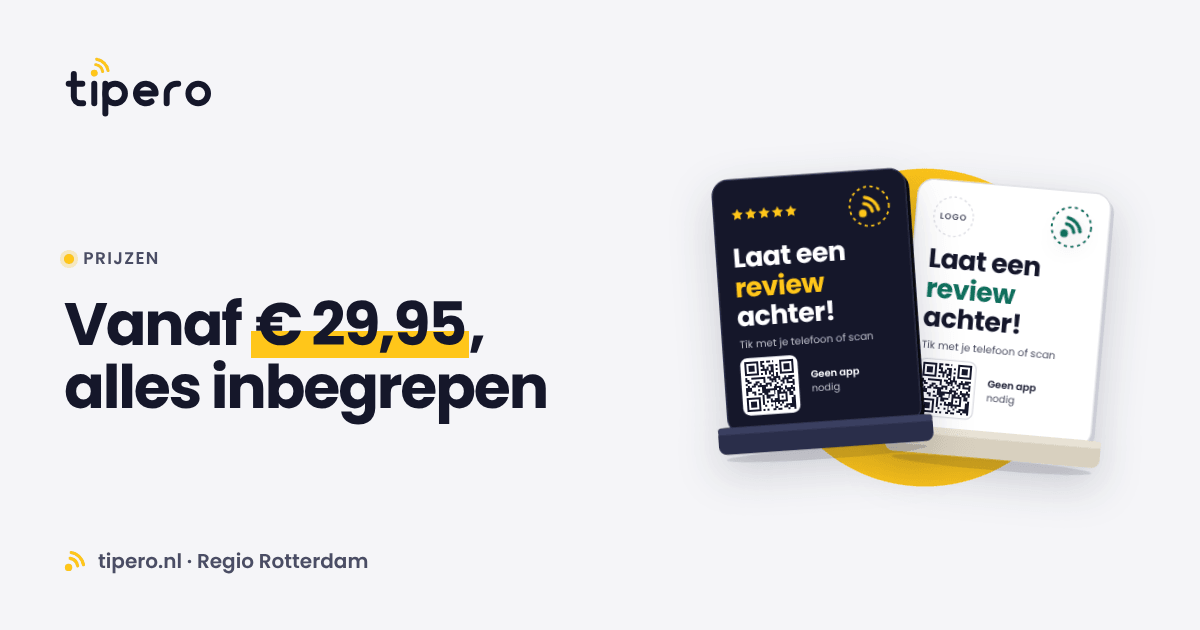 tipero
PRIJZEN
Vanaf € 29,95,
alles inbegrepen
tipero.nl · Regio Rotterdam
Laat een
review
achter!
Tik met je telefoon of scan
Geen app
nodig
LOGO
Laat een
review
achter!
Tik met je telefoon of scan
Geen app
nodig